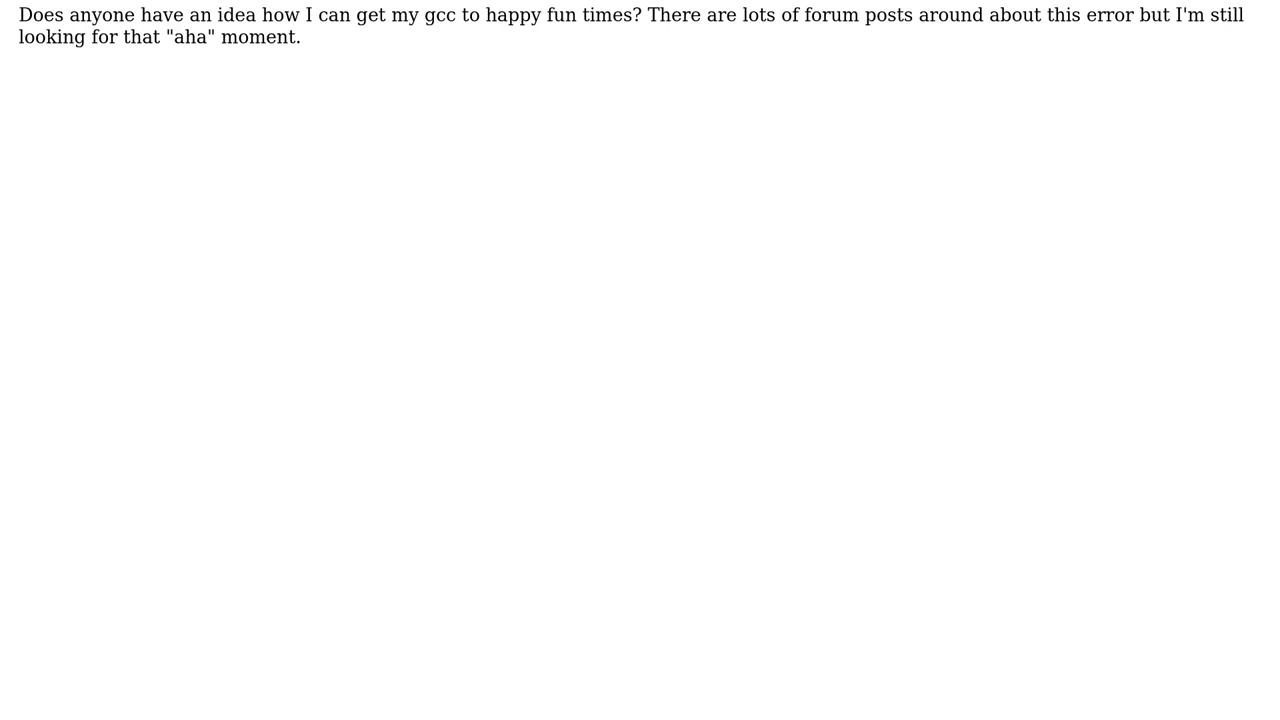 Does anyone have an idea how I can get my gcc to happy fun times? There are lots of forum posts around about this error but I'm still
looking for that "aha" moment.